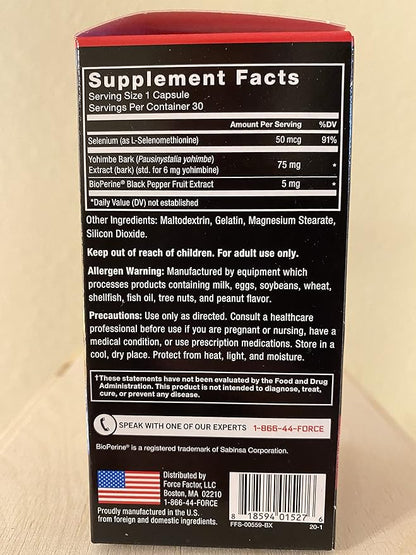 Supplement Facts
Serving Size 1 Capsule
Servings Per Container 30
Amount Per Serving %DV
Selenium (as L-Selenomethionine) 50 mcg 91%
Yohimbe Bark (Pausinystalia yohimbe)
Extract (bark) (std. for 6 mg yohimbine) 75 mg *
BioPerine® Black Pepper Fruit Extract 5 mg *
*Daily Value (DV) not established
Other Ingredients: Maltodextrin, Gelatin, Magnesium Stearate,
Silicon Dioxide.
Keep out of reach of children. For adult use only.
Allergen Warning: Manufactured by equipment which
processes products containing milk, eggs, soybeans, wheat,
shellfish, fish oil, tree nuts, and peanut flavor.
Precautions: Use only as directed. Consult a healthcare
professional before use if you are pregnant or nursing, have a
medical condition, or use prescription medications. Store in a
cool, dry place. Protect from heat, light, and moisture.
†These statements have not been evaluated by the Food and Drug
Administration. This product is not intended to diagnose, treat,
cure, or prevent any disease.
SPEAK WITH ONE OF OUR EXPERTS 1-866-44-FORCE
BioPerine® is a registered trademark of Sabinsa Corporation.
Distributed by
Force Factor, LLC
Boston, MA 02210
1-866-44-FORCE
Proudly manufactured in the U.S.
from foreign and domestic ingredients.
8 18594 01527 6
FFS-00559-BX 20-1